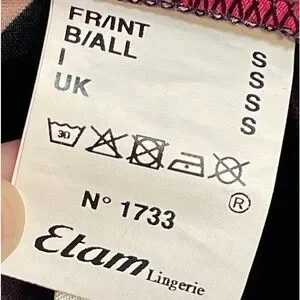 FR/INT S
B/ALL S
I S
UK S
30
®
N° 1733
Etam Lingerie